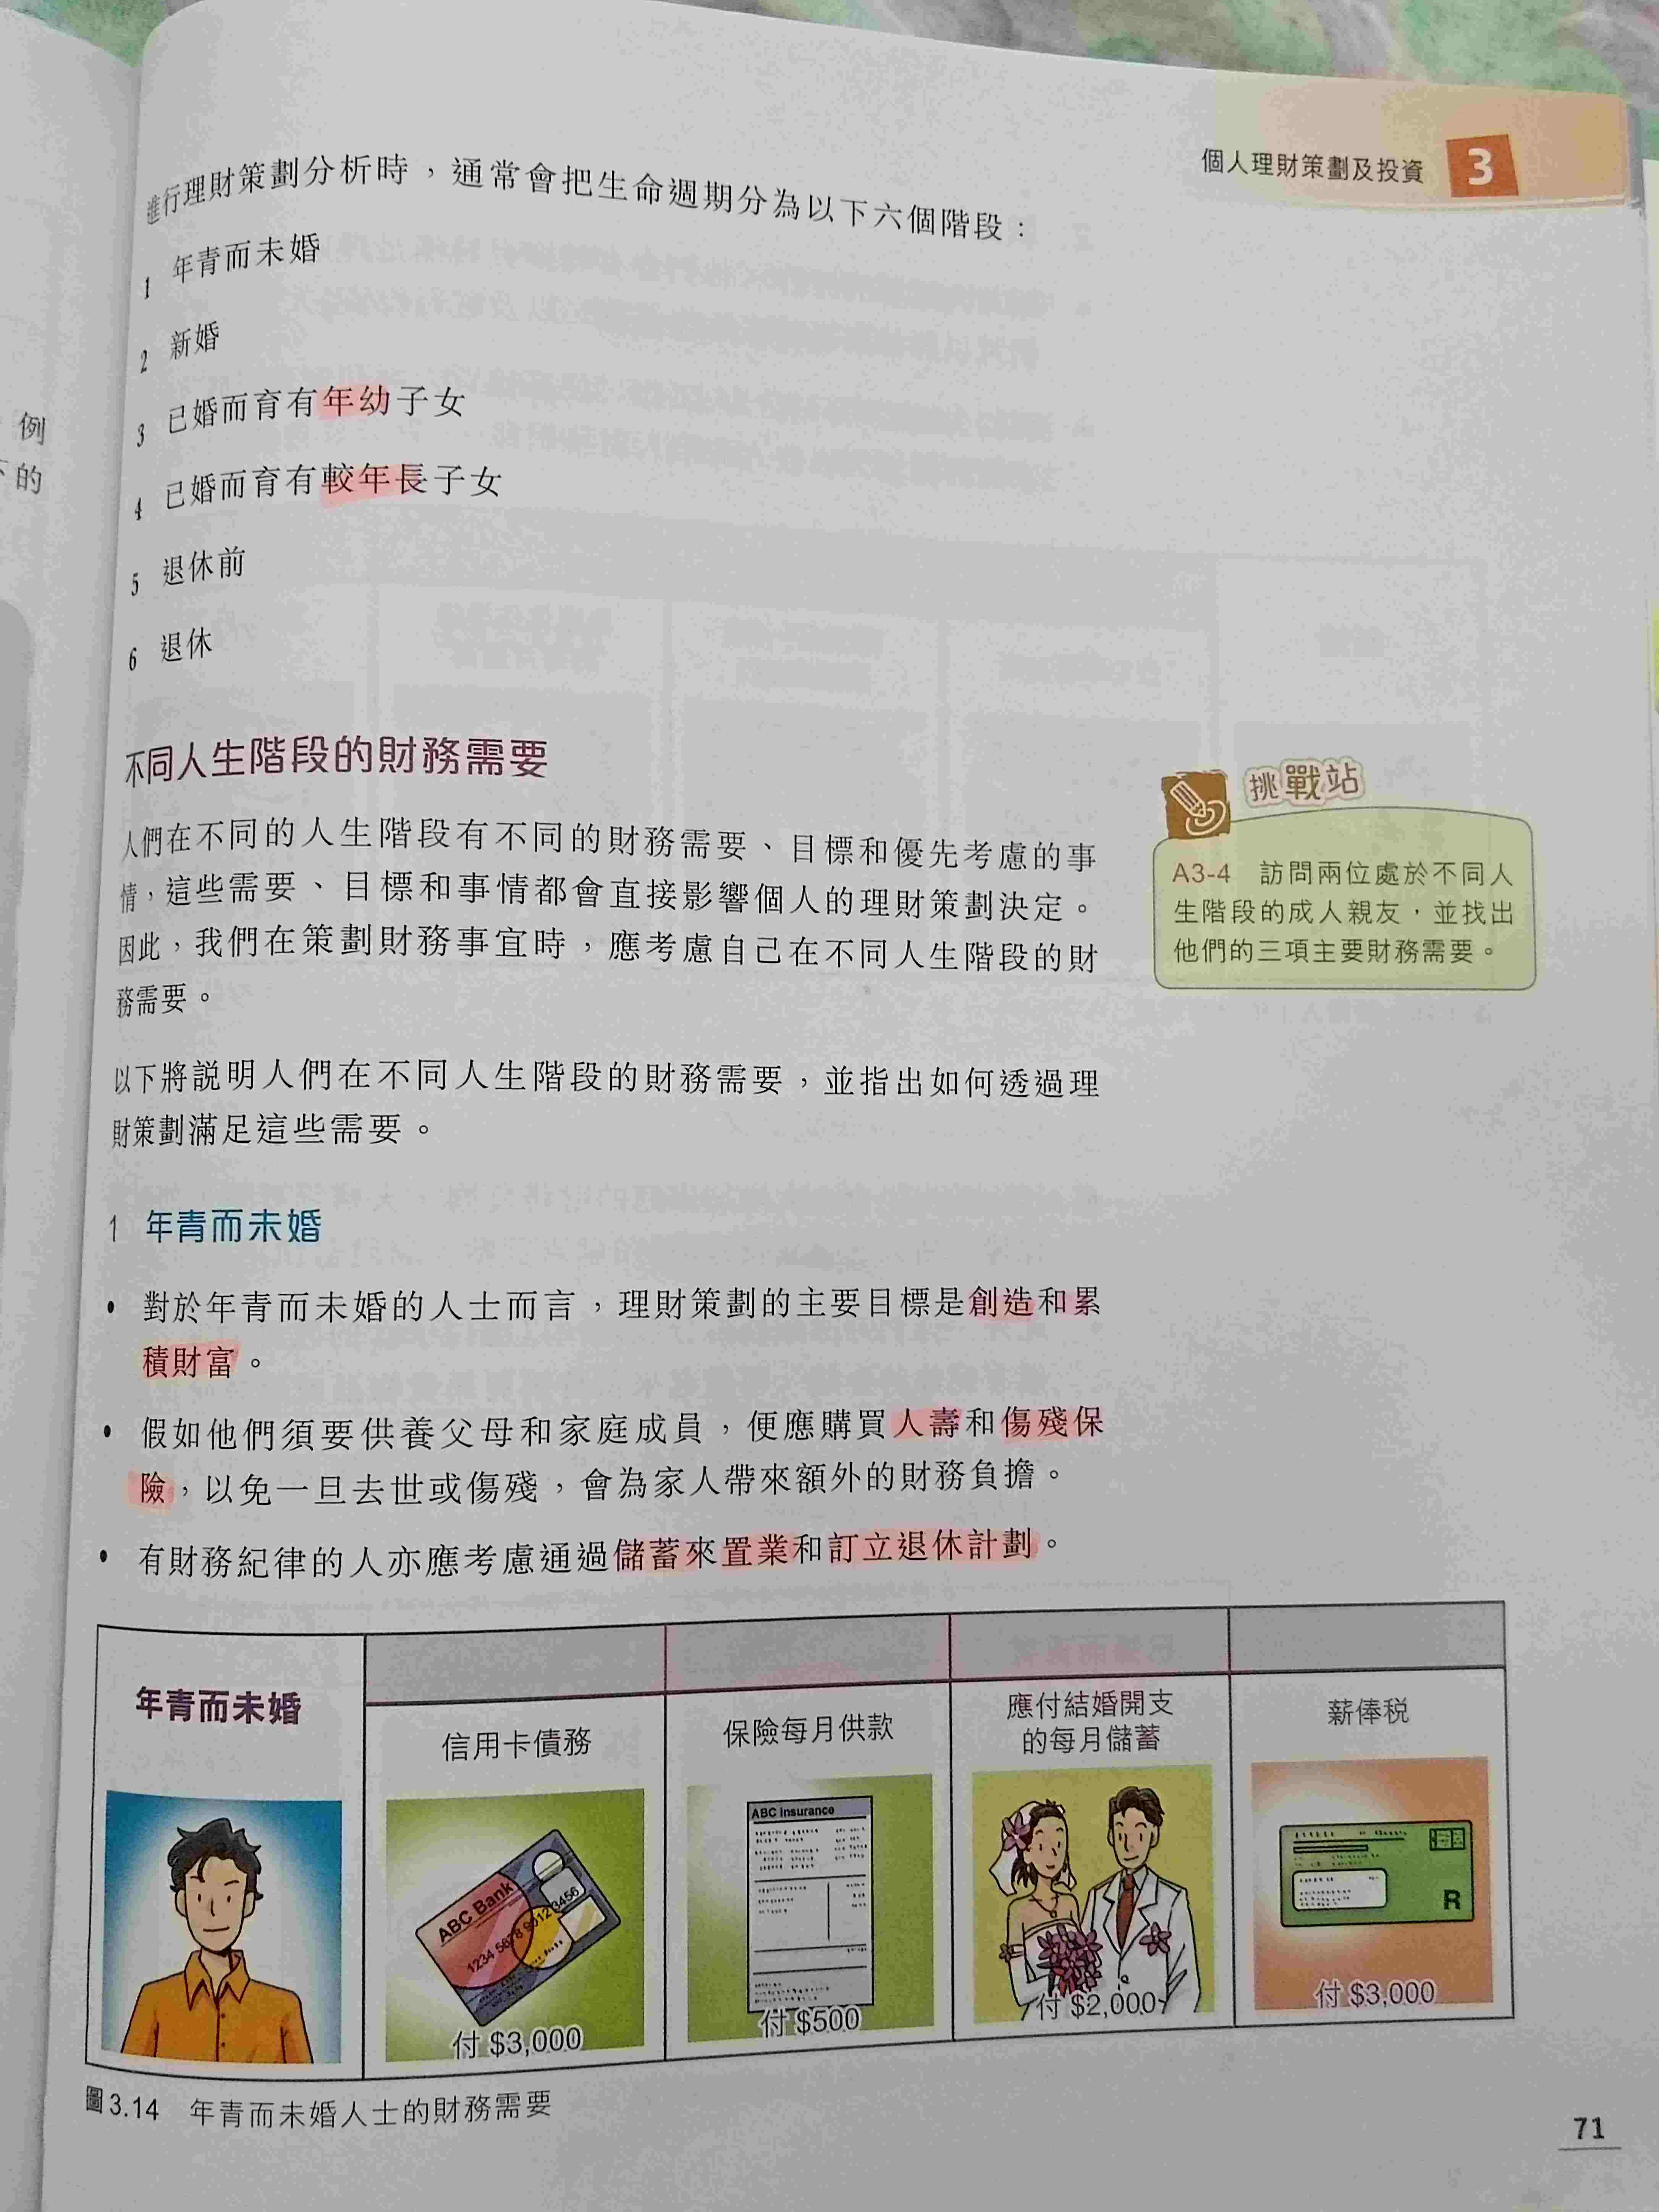 例
的
個人理財策劃及投資 3
進行理財策劃分析時，通常會把生命週期分為以下六個階段：
1 年青而未婚
2 新婚
3 已婚而育有年幼子女
4 已婚而育有較年長子女
5 退休前
6 退休
不同人生階段的財務需要
人們在不同的人生階段有不同的財務需要、目標和優先考慮的事
情，這些需要、目標和事情都會直接影響個人的理財策劃決定。
因此，我們在策劃財務事宜時，應考慮自己在不同人生階段的財
務需要。
挑戰站
A3-4 訪問兩位處於不同人
生階段的成人親友，並找出
他們的三項主要財務需要。
以下將説明人們在不同人生階段的財務需要，並指出如何透過理
財策劃滿足這些需要。
1 年青而未婚
• 對於年青而未婚的人士而言，理財策劃的主要目標是創造和累
積財富。
• 假如他們須要供養父母和家庭成員，便應購買人壽和傷殘保
險，以免一旦去世或傷殘，會為家人帶來額外的財務負擔。
• 有財務紀律的人亦應考慮通過儲蓄來置業和訂立退休計劃。
年青而未婚
信用卡債務
ABC Bank
1234 5678 9012 3456
付 $3,000
保險每月供款
ABC insurance
付 $500
應付結婚開支
的每月儲蓄
付 $2,000
薪俸税
R
付 $3,000
圖3.14 年青而未婚人士的財務需要
71